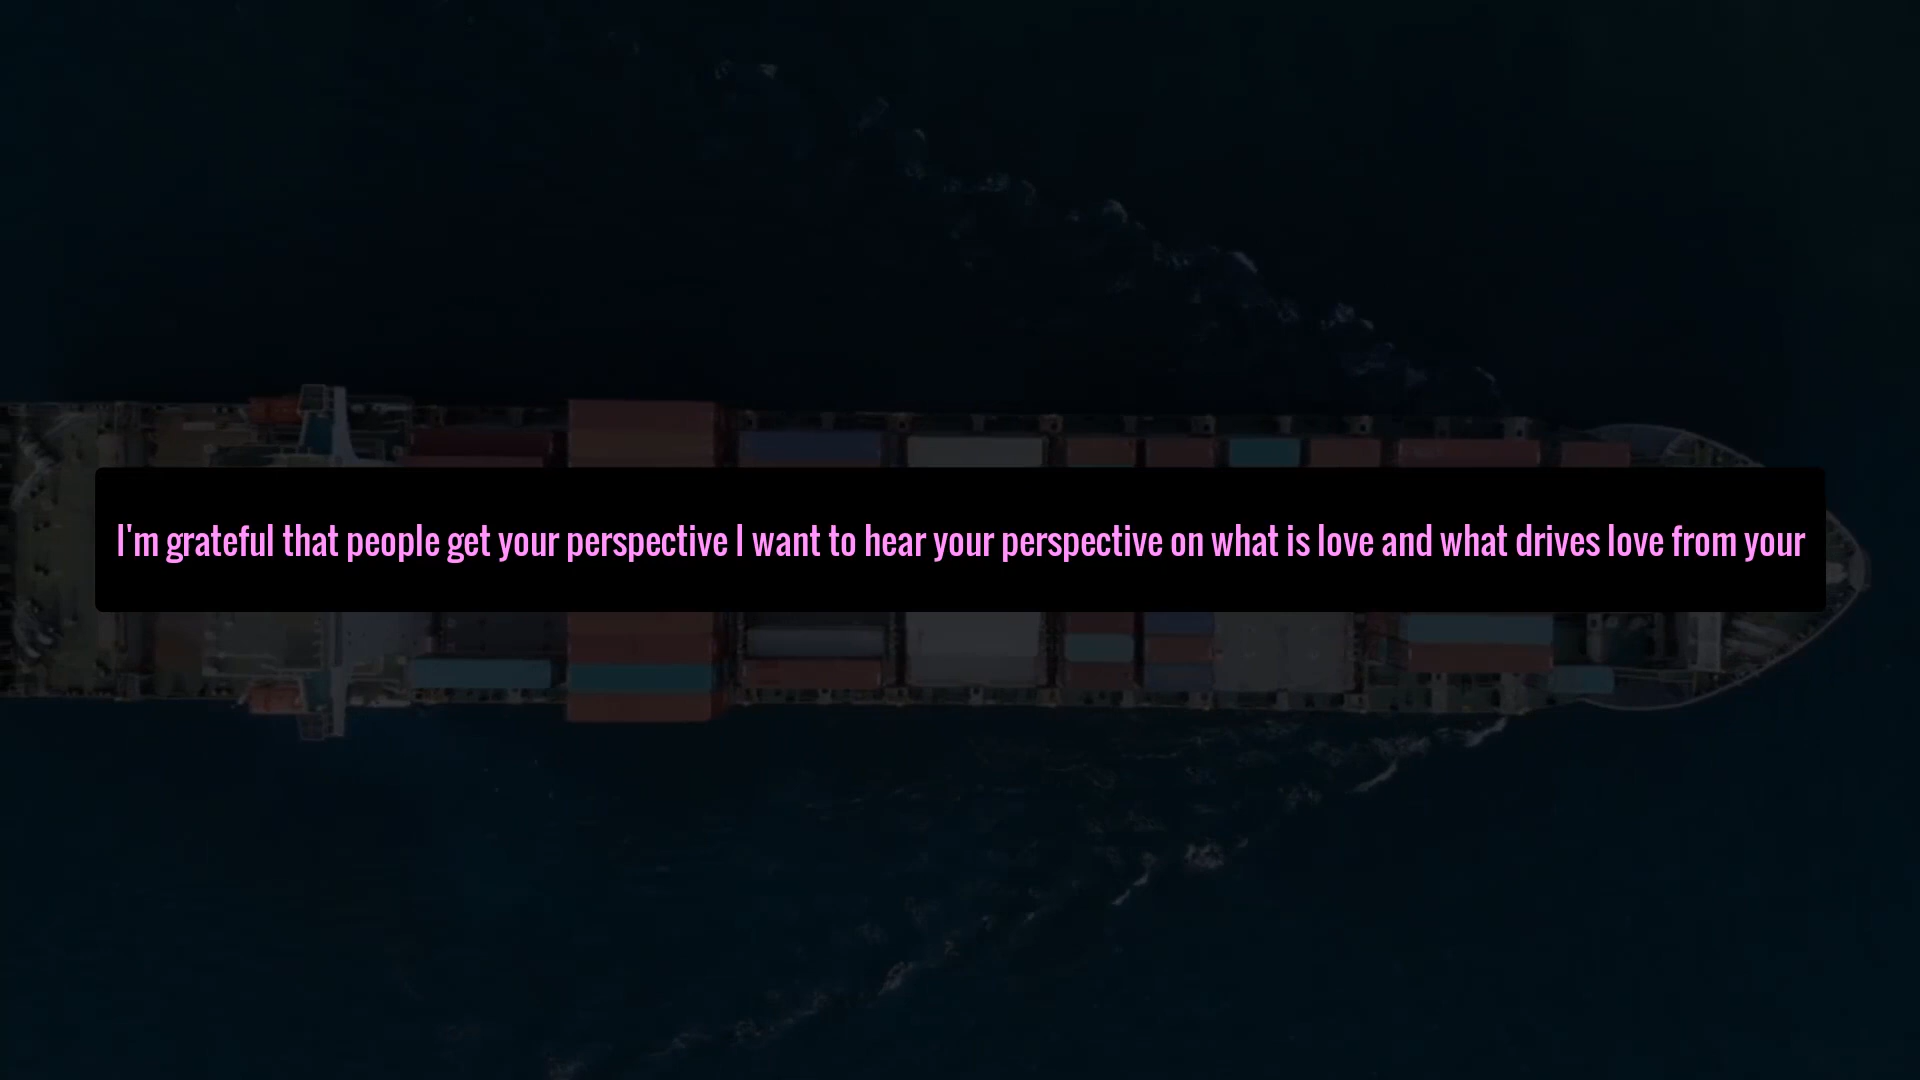 I'm grateful that people get your perspective I want to hear your perspective on what is love and what drives love from your